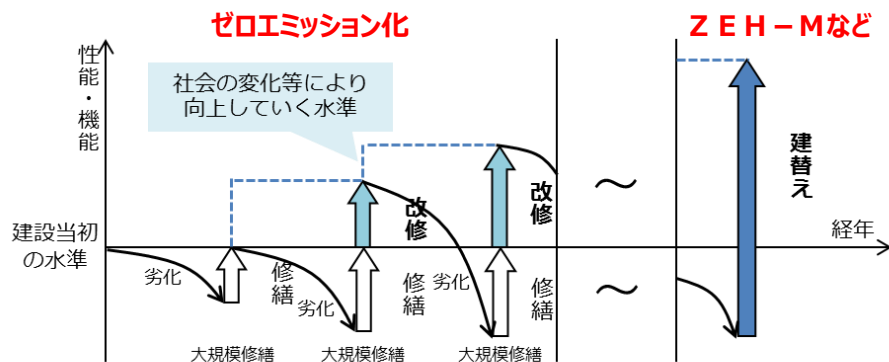 ゼロエミッション化
ＺＥＨ－Ｍなど
性能・機能
社会の変化等により
向上していく水準
改修
改修
～
建替え
建設当初
の水準
経年
劣化
修繕
劣化
修繕
劣化
修繕
～
大規模修繕
大規模修繕
大規模修繕